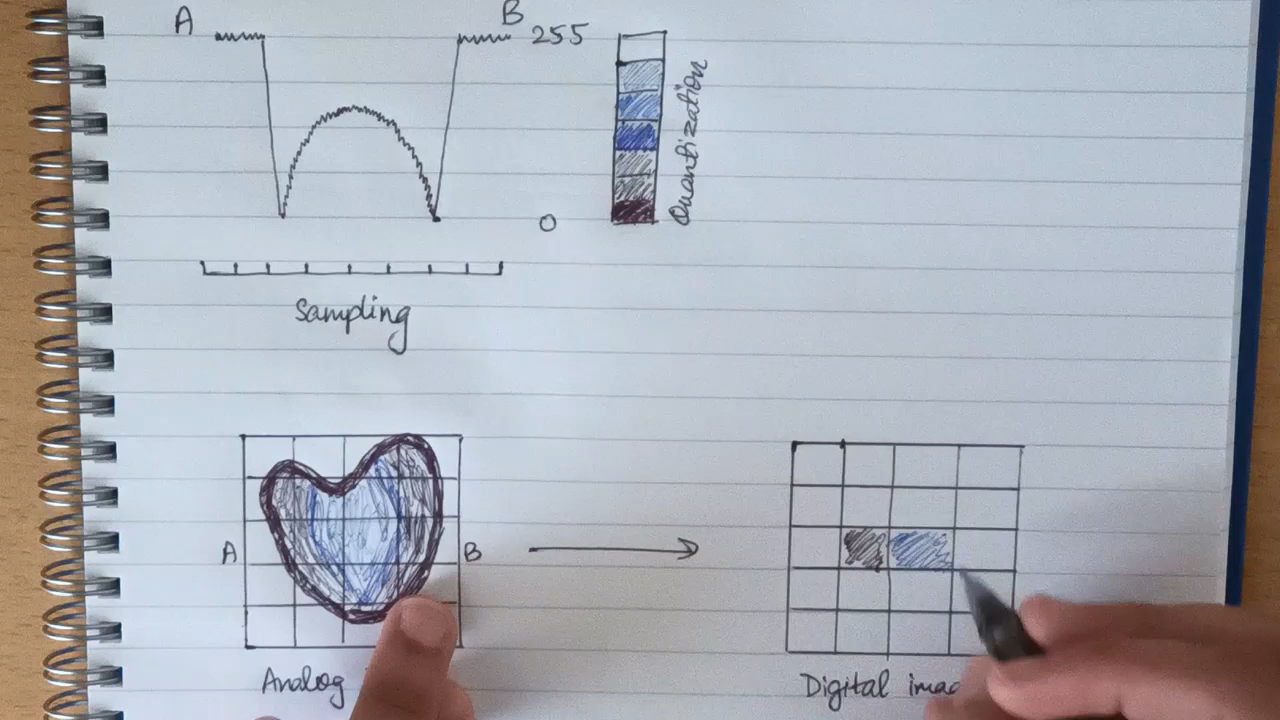 A
B
255
Quantization
0
Sampling
A
B
Analog
Digital